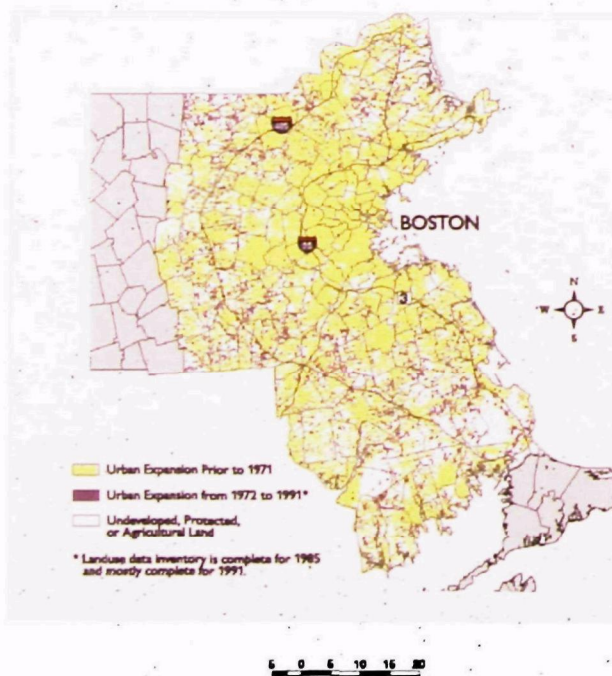 BOSTON
3
N
W E
S
Urban Expansion Prior to 1971
Urban Expansion from 1972 to 1991*
Undeveloped, Protected,
or Agricultural Land
* Landuse data inventory is complete for 1985
and mostly complete for 1991.
5 0 5 10 15 20